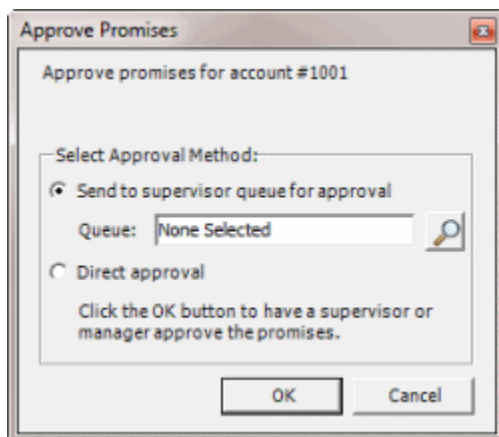 Approve Promises
Approve promises for account #1001
Select Approval Method:
Send to supervisor queue for approval
Queue: None Selected
Direct approval
Click the OK button to have a supervisor or
manager approve the promises.
OK Cancel